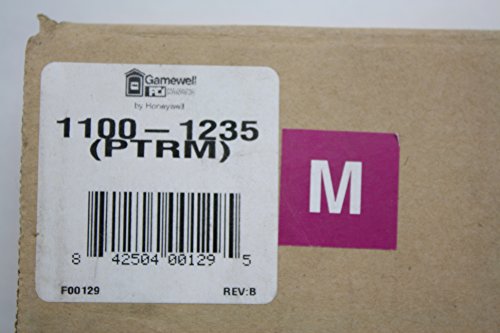 Gamewell
FCI
by Honeywell
1100-1235
(PTRM)
M
8 42504 00129 5
F00129 REV:B